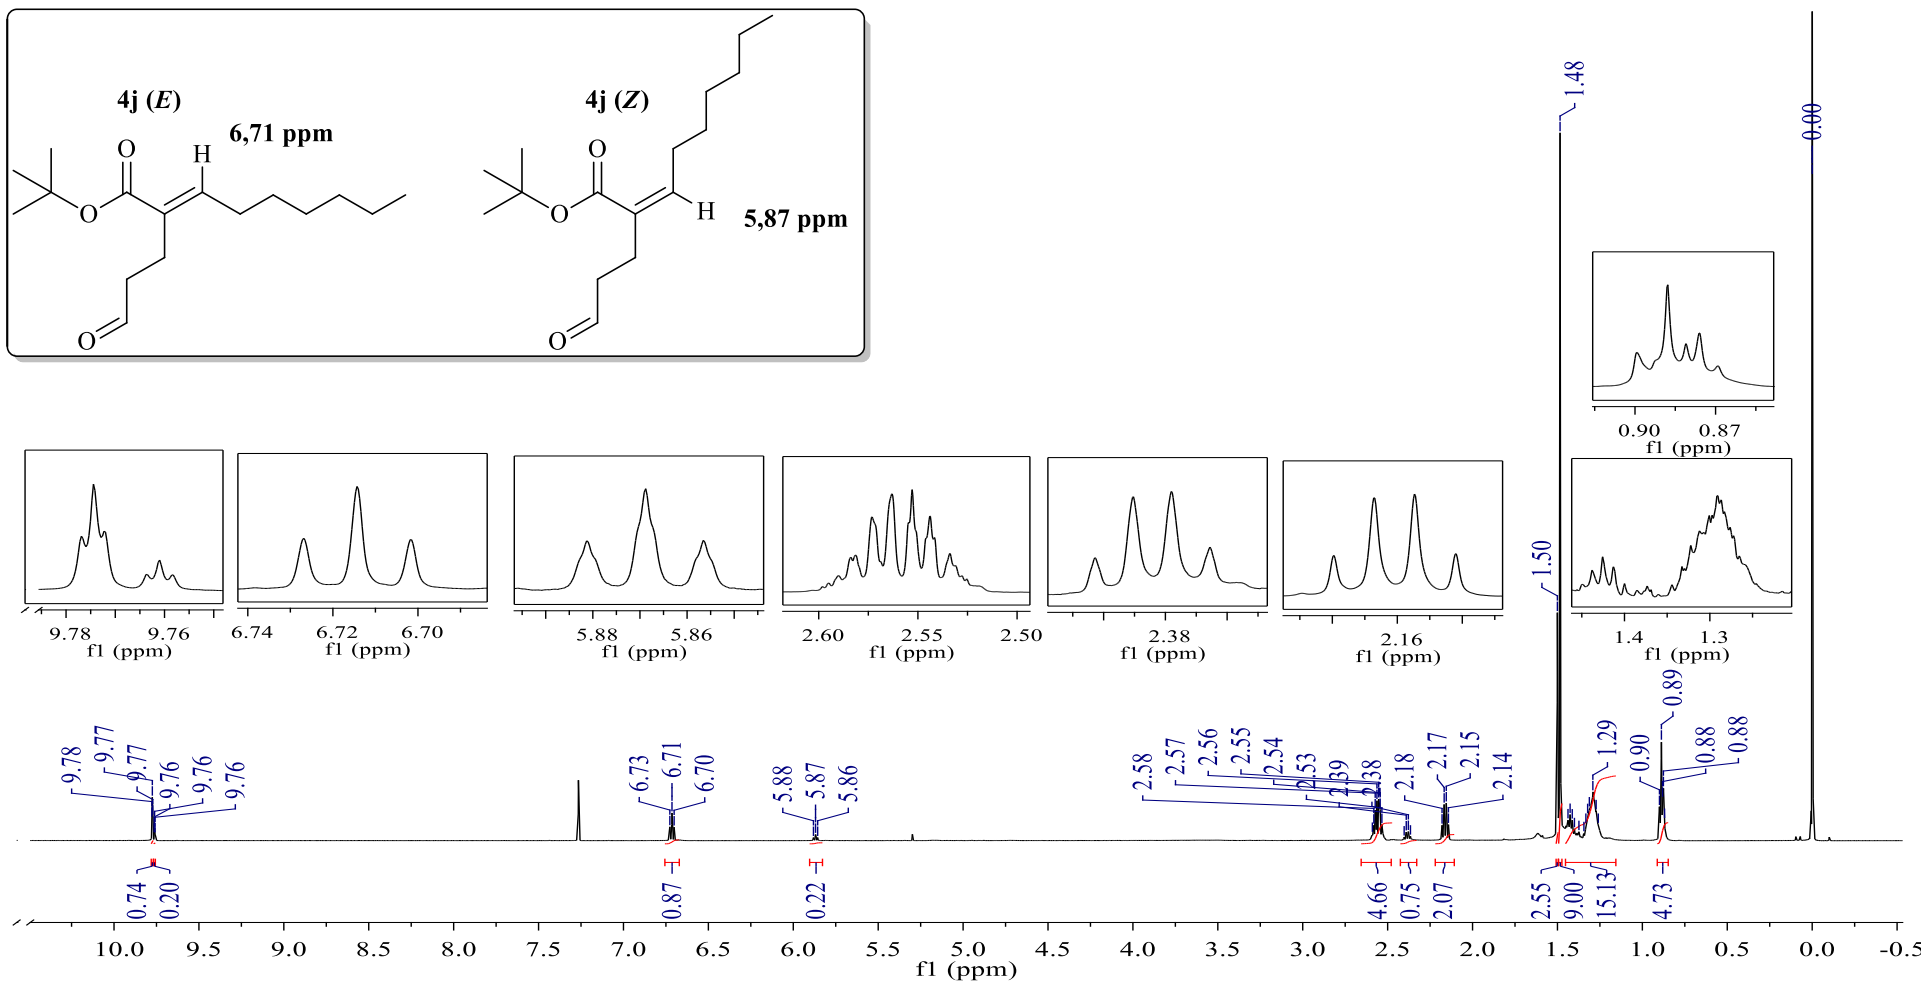 4j (E)
4j (Z)
6,71 ppm
5,87 ppm
O
H
O
O
O
O
H
O
1.48
0.00
1.50
0.90 0.87
f1 (ppm)
9.78 9.76
f1 (ppm)
6.74 6.72 6.70
f1 (ppm)
5.88 5.86
f1 (ppm)
2.60 2.55 2.50
f1 (ppm)
2.38
f1 (ppm)
2.16
f1 (ppm)
1.4 1.3
f1 (ppm)
9.78
9.77
9.77
9.76
9.76
9.76
6.73
6.71
6.70
5.88
5.87
5.86
2.58
2.57
2.56
2.55
2.54
2.53
2.39
2.38
2.18
2.17
2.15
2.14
1.29
0.90
0.89
0.88
0.88
0.74
0.20
0.87
0.22
4.66
0.75
2.07
2.55
9.00
15.13
4.73
10.0 9.5 9.0 8.5 8.0 7.5 7.0 6.5 6.0 5.5 5.0 4.5 4.0 3.5 3.0 2.5 2.0 1.5 1.0 0.5 0.0 -0.5
f1 (ppm)